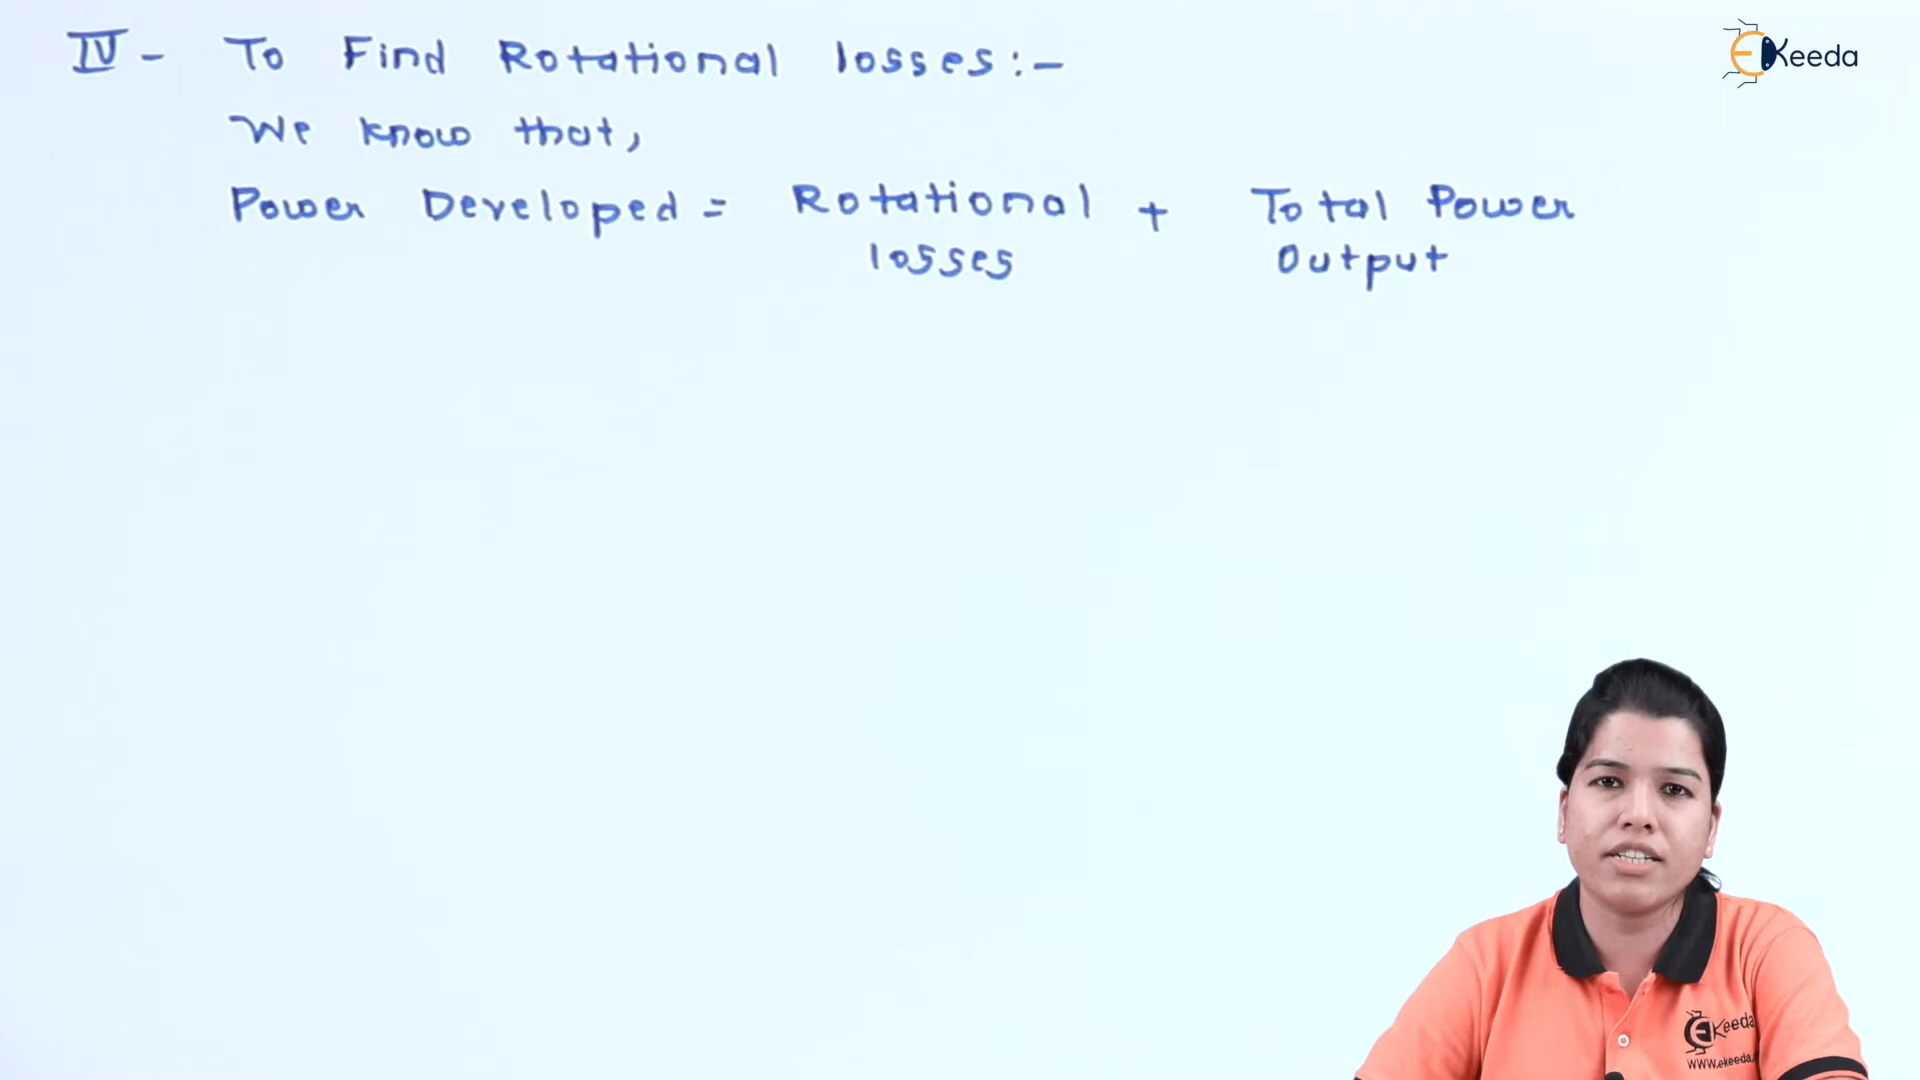 IV - To Find Rotational losses:-
We know that,
Power Developed = Rotational losses + Total Power Output
EKeeda
EKeeda
www.ekeeda.